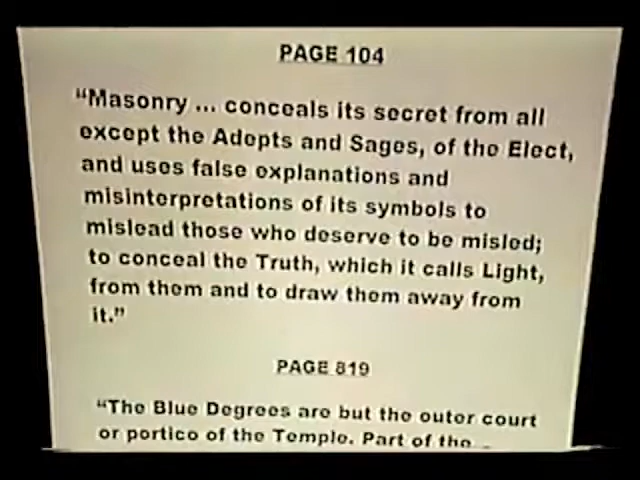 PAGE 104
“Masonry ... conceals its secret from all
except the Adepts and Sages, of the Elect,
and uses false explanations and
misinterpretations of its symbols to
mislead those who deserve to be misled;
to conceal the Truth, which it calls Light,
from them and to draw them away from
it.”
PAGE 819
“The Blue Degrees are but the outer court
or portico of the Temple. Part of the